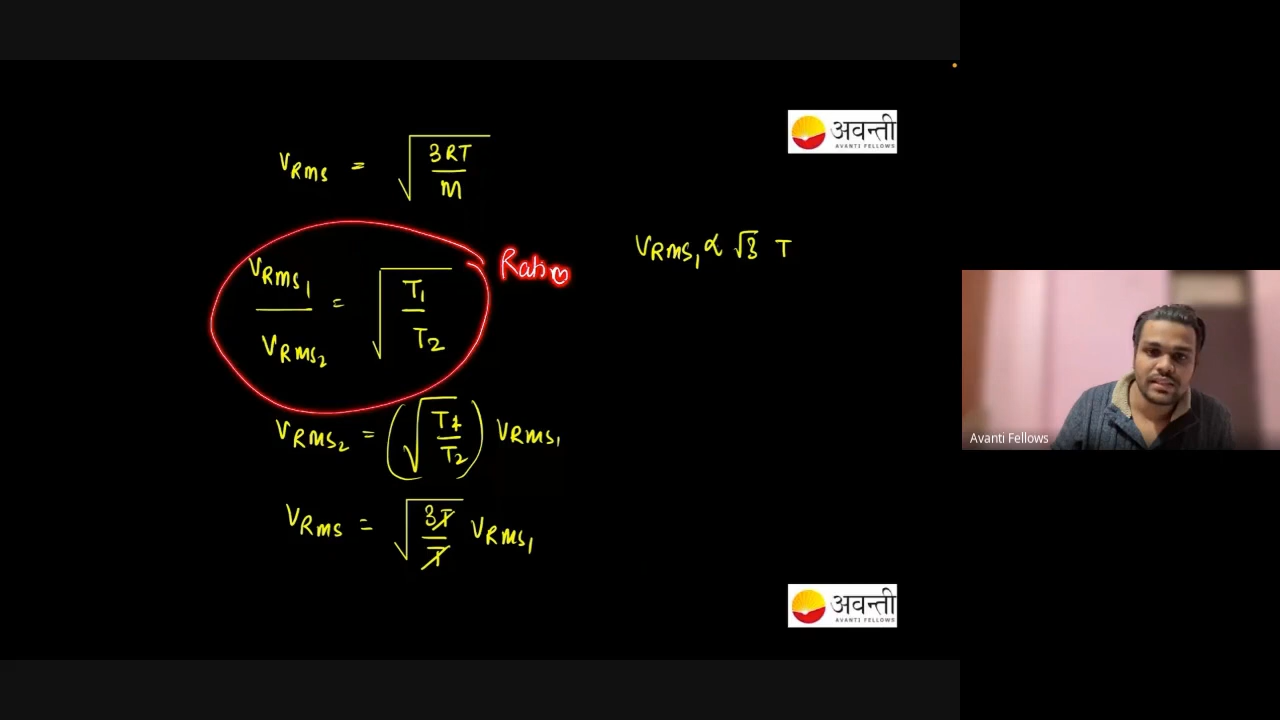 अवन्ती
AVANTI FELLOWS
VRms = √(3RT/M)
VRms₁/VRms₂ = √(T₁/T₂)
Ratio
VRms₁ ∝ √3 T
VRms₂ = (√(T₁/T₂)) VRms₁
VRms = √(3T/T) VRms₁
Avanti Fellows
अवन्ती
AVANTI FELLOWS